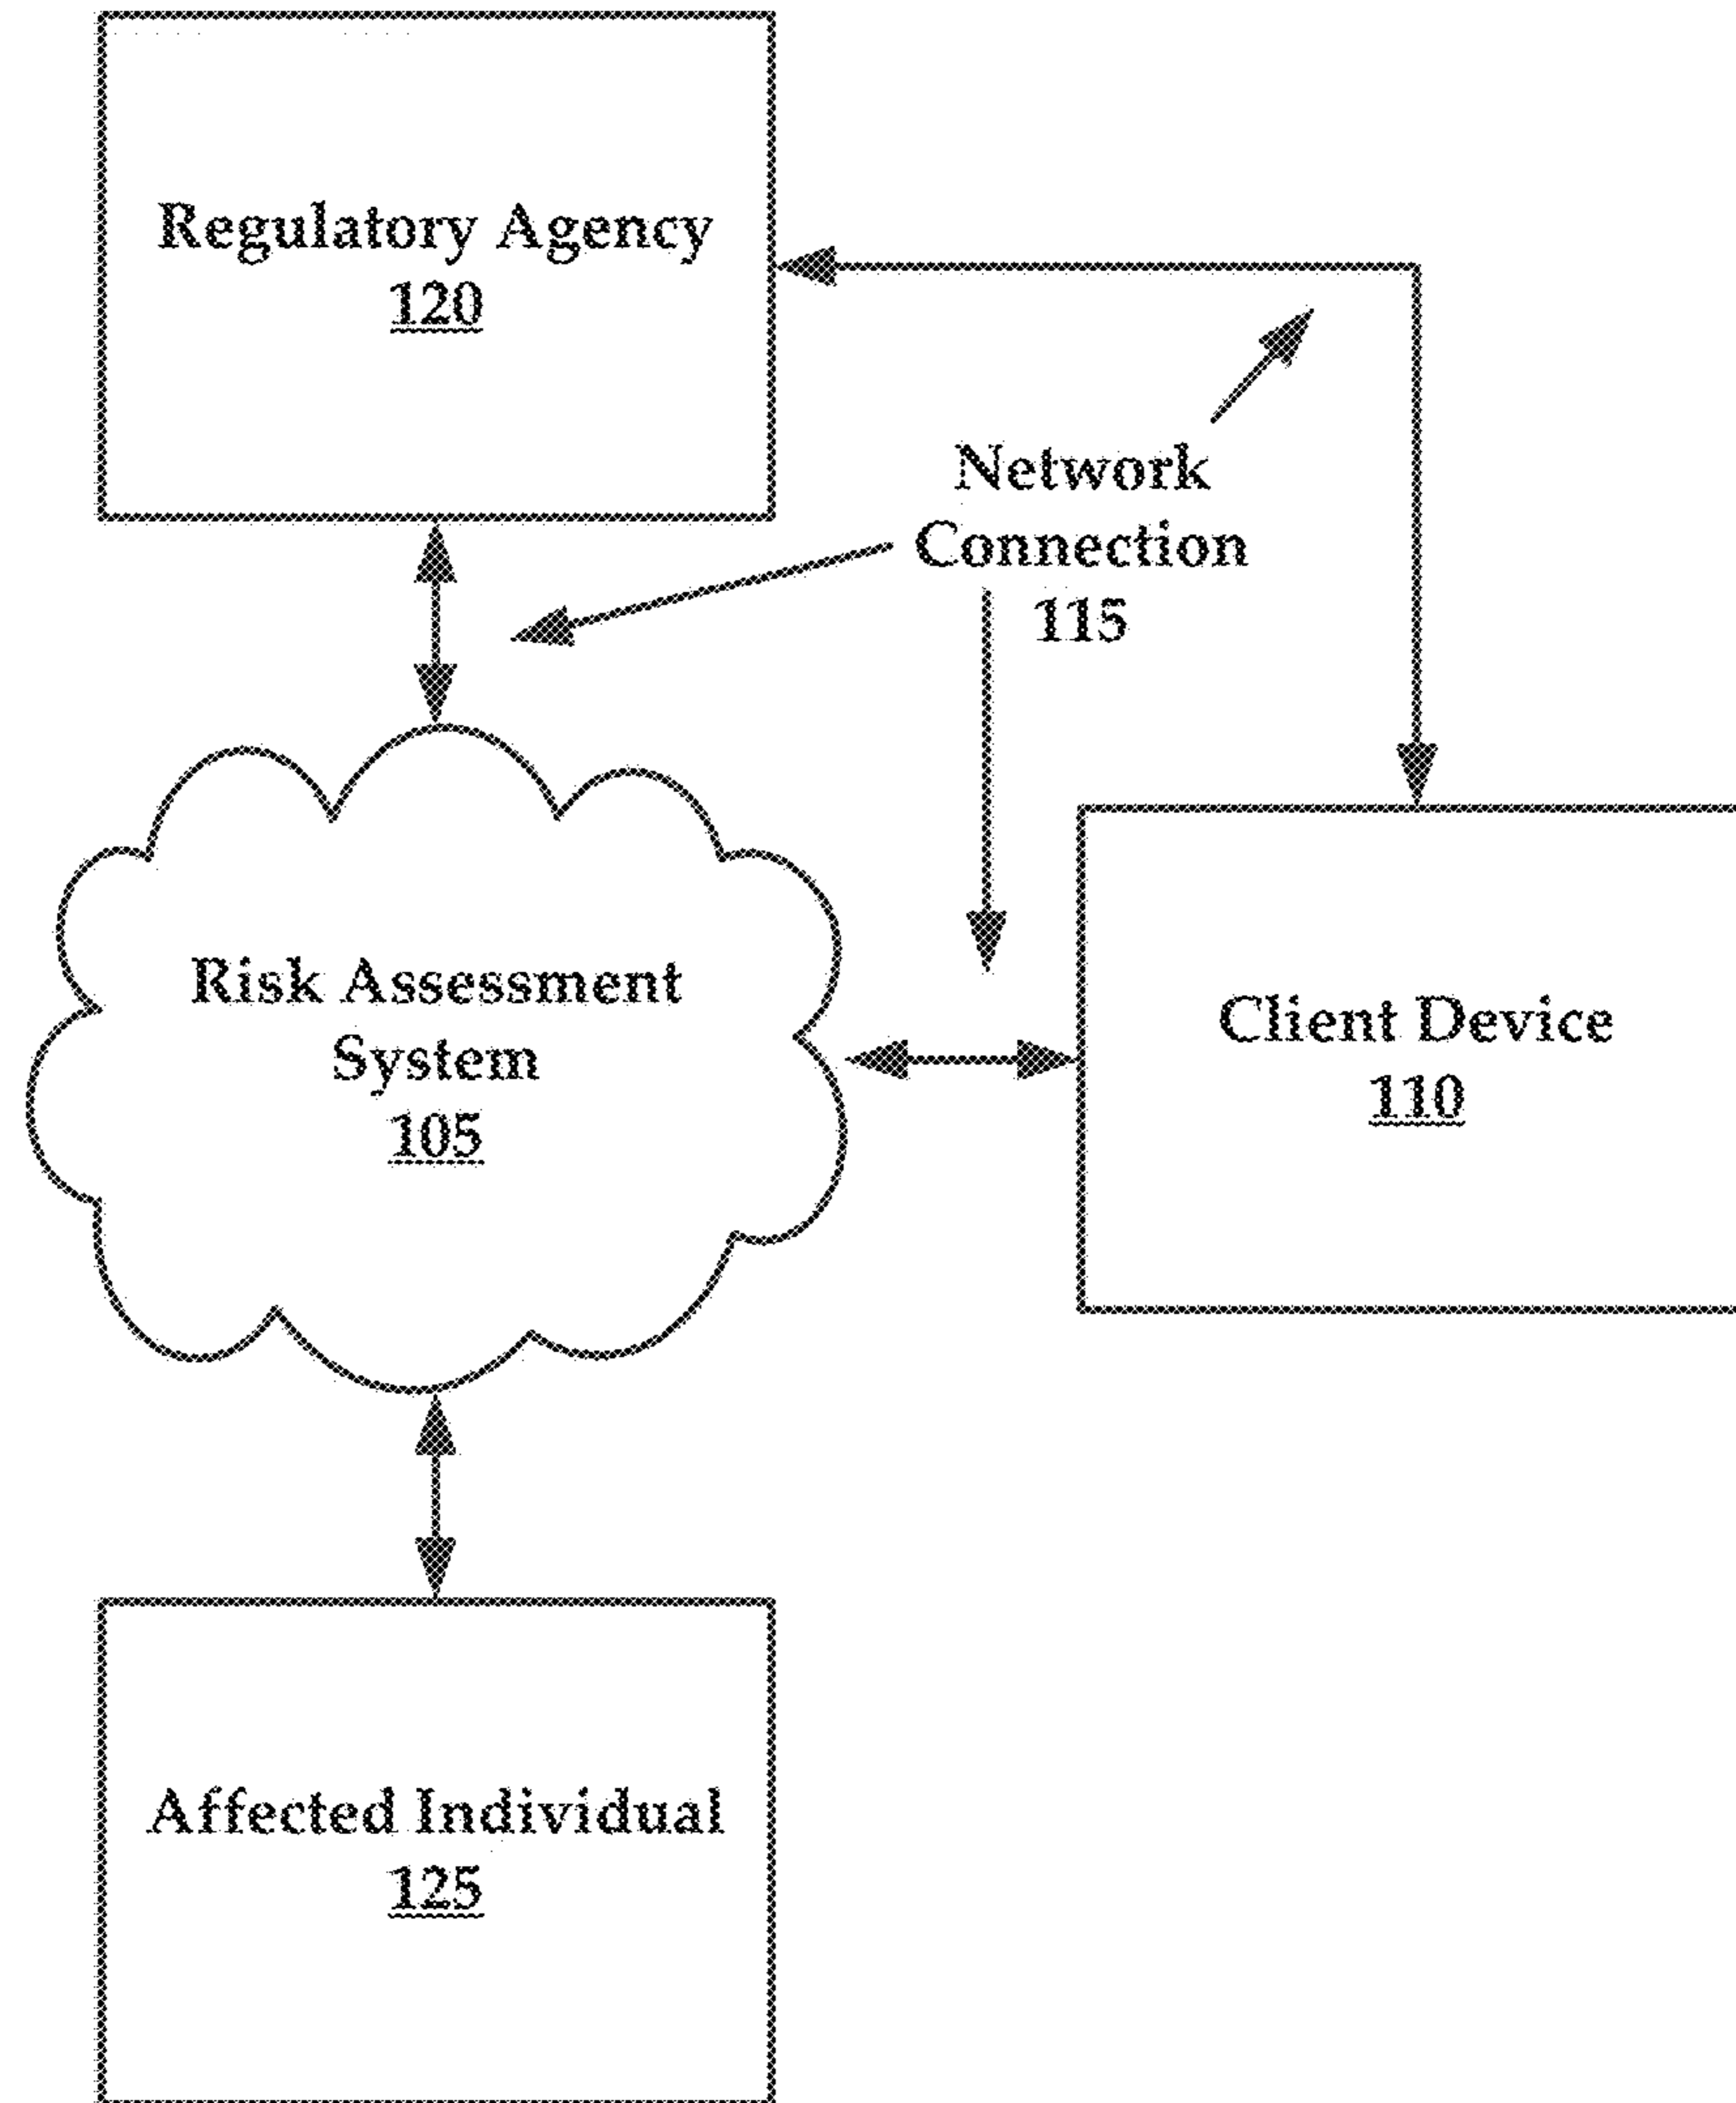 Regulatory Agency
120
Network
Connection
115
Risk Assessment
System
105
Client Device
110
Affected Individual
125